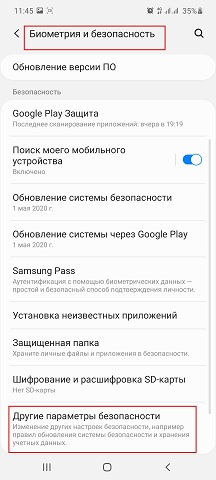 11:45 35%
Биометрия и безопасность
Обновление версии ПО
Безопасность
Google Play Защита
Последнее сканирование приложений: вчера в 19:19
Поиск моего мобильного
устройства
Включено
Обновление системы безопасности
1 мая 2020 г.
Обновление системы через Google Play
1 мая 2020 г.
Samsung Pass
Аутентификация с помощью биометрических данных —
простой и безопасный способ подтверждения личности.
Установка неизвестных приложений
Защищенная папка
Храните личные файлы и приложения в безопасности.
Шифрование и расшифровка SD-карты
Нет SD-карты
Другие параметры безопасности
Изменение других настроек безопасности, например
правил обновления системы безопасности и хранения
учетных данных.